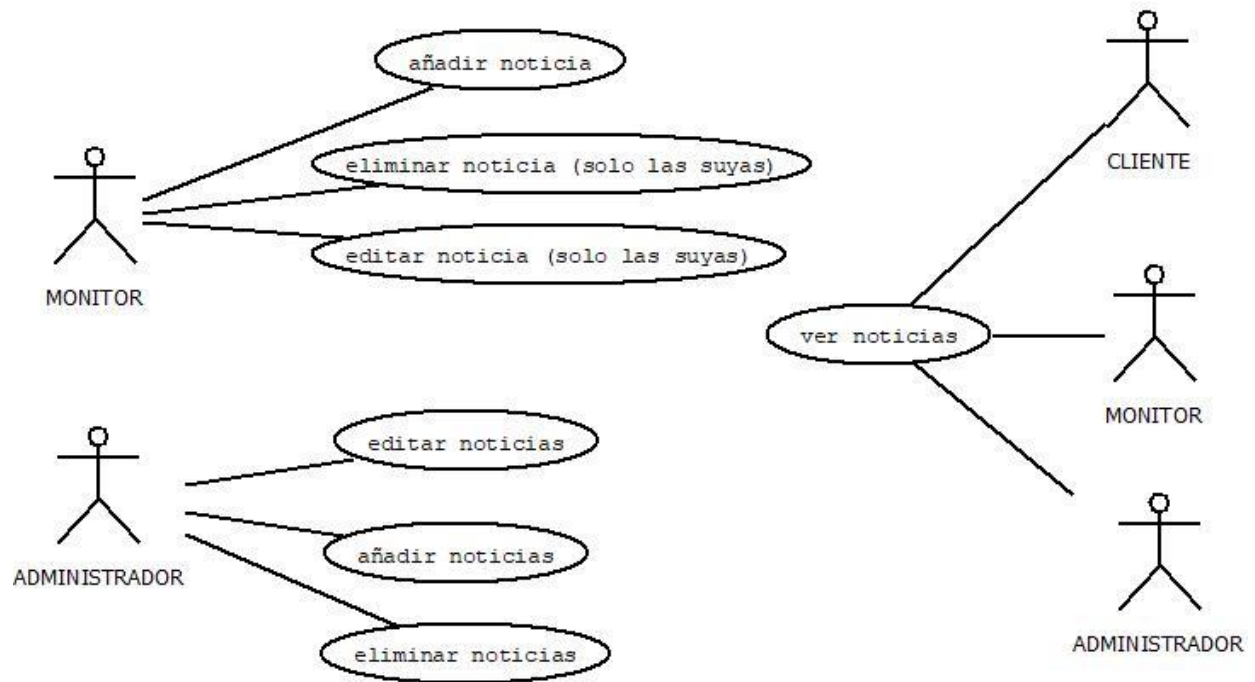 añadir noticia
eliminar noticia (solo las suyas)
editar noticia (solo las suyas)
MONITOR
editar noticias
añadir noticias
eliminar noticias
ADMINISTRADOR
CLIENTE
ver noticias
MONITOR
ADMINISTRADOR